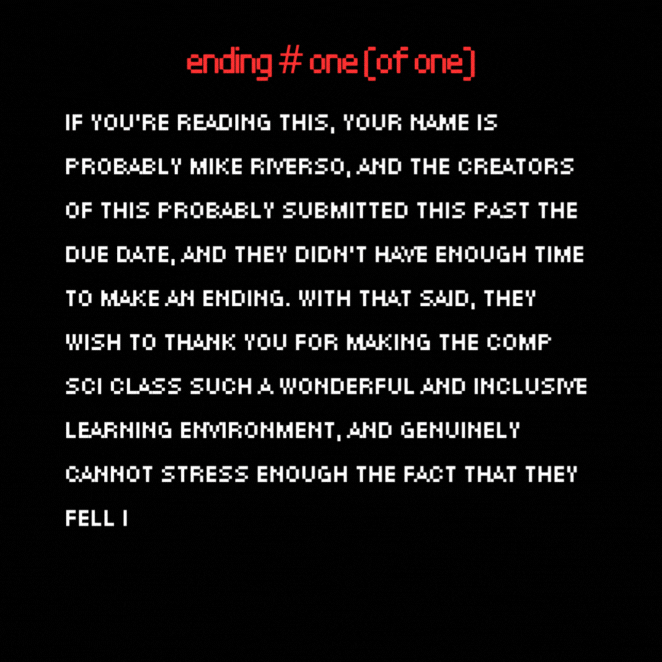 ending # one (of one)
IF YOU'RE READING THIS, YOUR NAME IS
PROBABLY MIKE RIVERSO, AND THE CREATORS
OF THIS PROBABLY SUBMITTED THIS PAST THE
DUE DATE, AND THEY DIDN'T HAVE ENOUGH TIME
TO MAKE AN ENDING. WITH THAT SAID, THEY
WISH TO THANK YOU FOR MAKING THE COMP
SCI CLASS SUCH A WONDERFUL AND INCLUSIVE
LEARNING ENVIRONMENT, AND GENUINELY
CANNOT STRESS ENOUGH THE FACT THAT THEY
FELL I